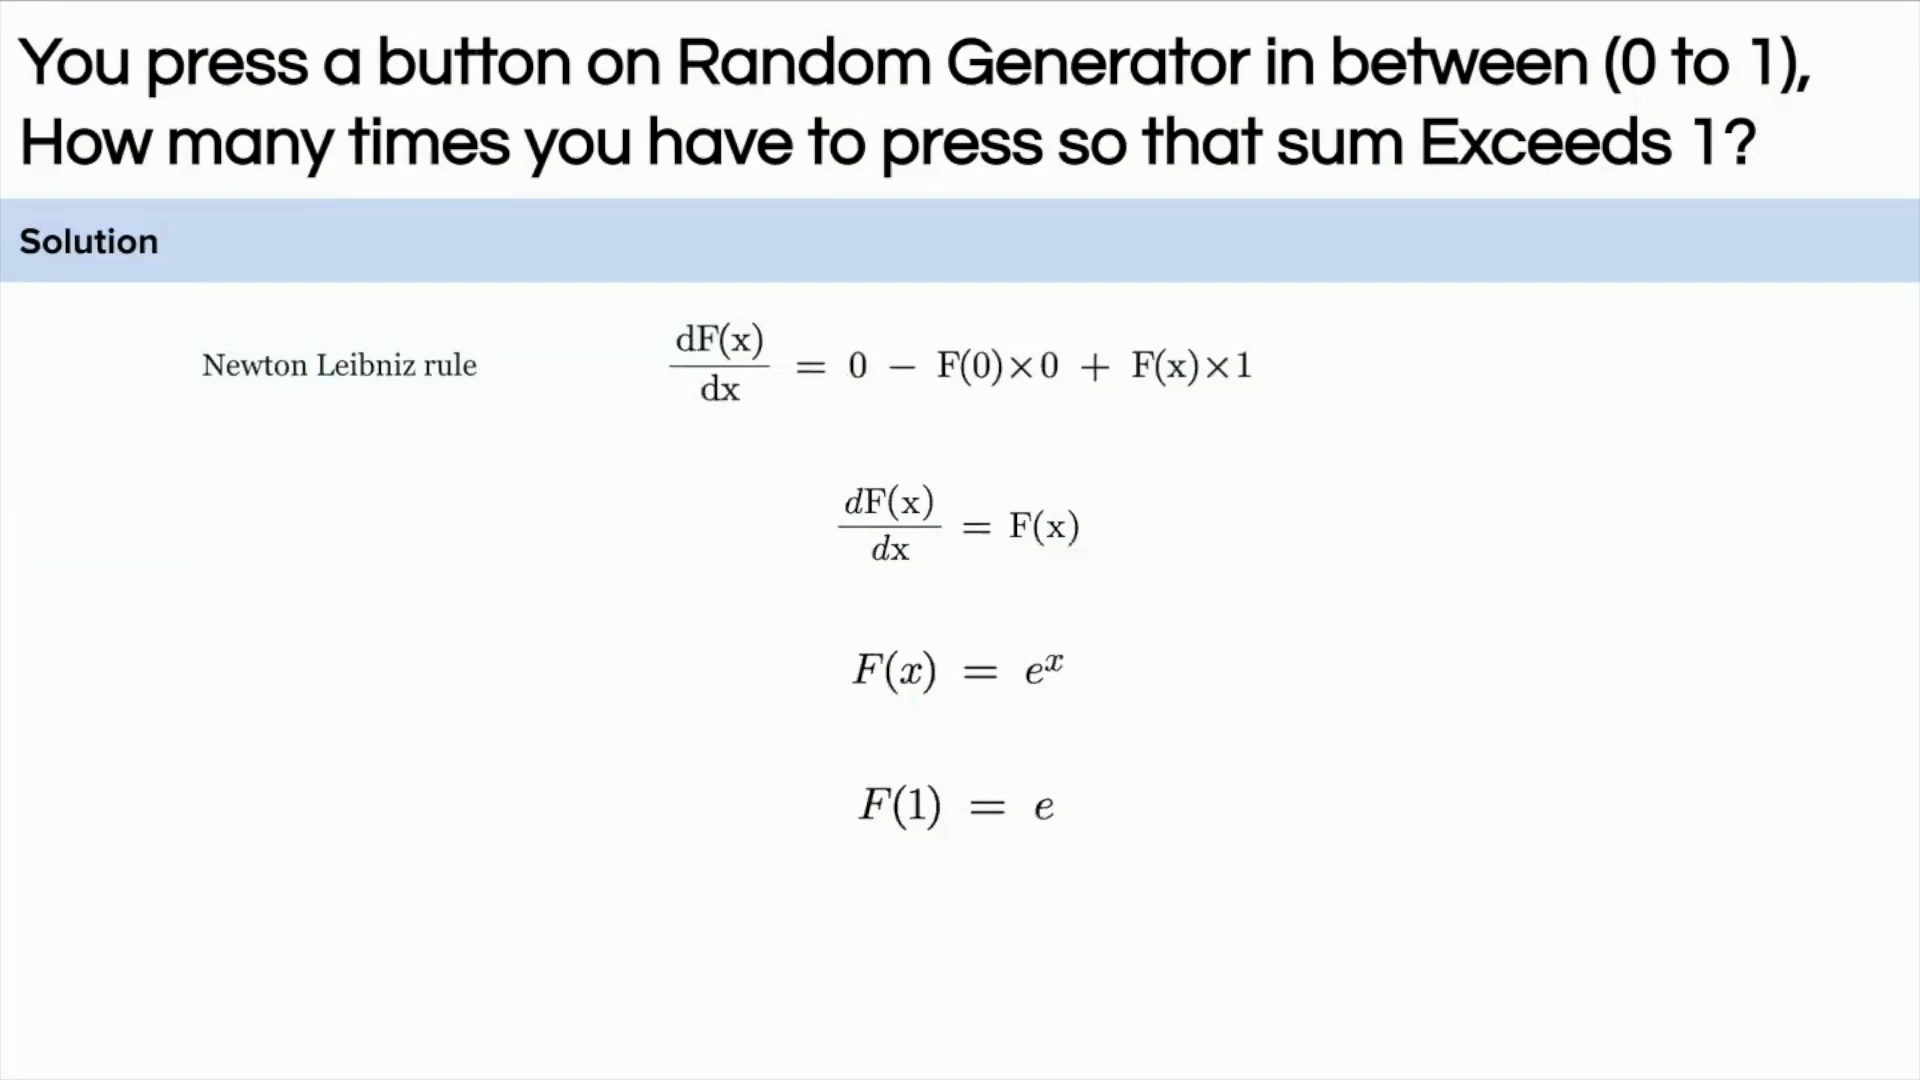 You press a button on Random Generator in between (0 to 1),
How many times you have to press so that sum Exceeds 1?
Solution
Newton Leibniz rule dF(x)/dx = 0 − F(0)×0 + F(x)×1
dF(x)/dx = F(x)
F(x) = e^x
F(1) = e